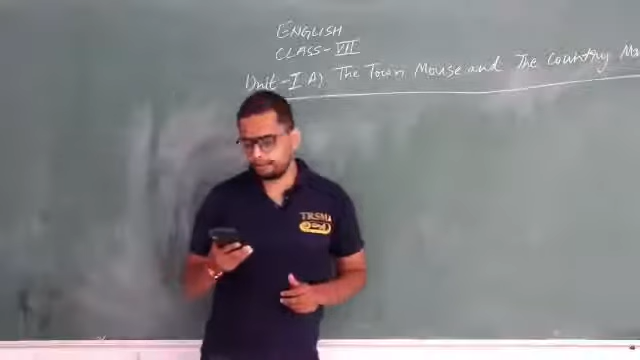 ENGLISH
CLASS- VII
Unit-I A). The Town Mouse and The Country
TRSMA